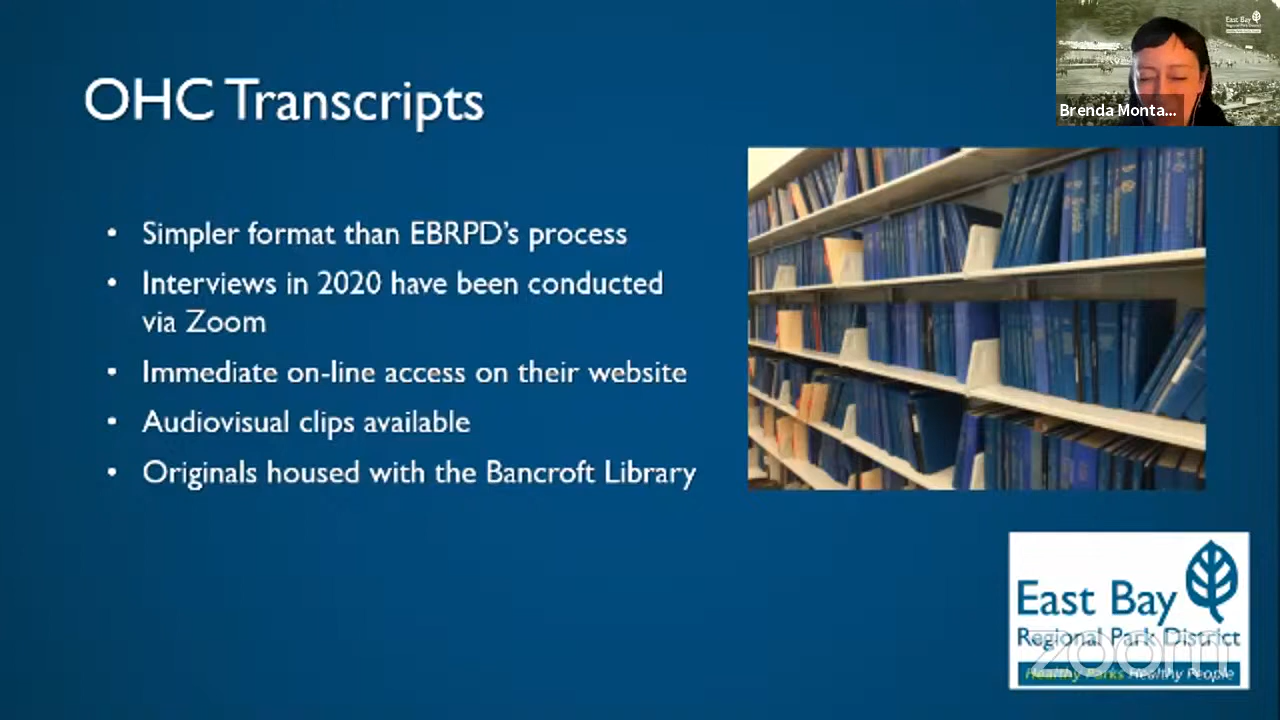 East Bay
Brenda Monta...
OHC Transcripts
• Simpler format than EBRPD's process
• Interviews in 2020 have been conducted
via Zoom
• Immediate on-line access on their website
• Audiovisual clips available
• Originals housed with the Bancroft Library
East Bay
Regional Park District
zoom
Healthy Parks Healthy People